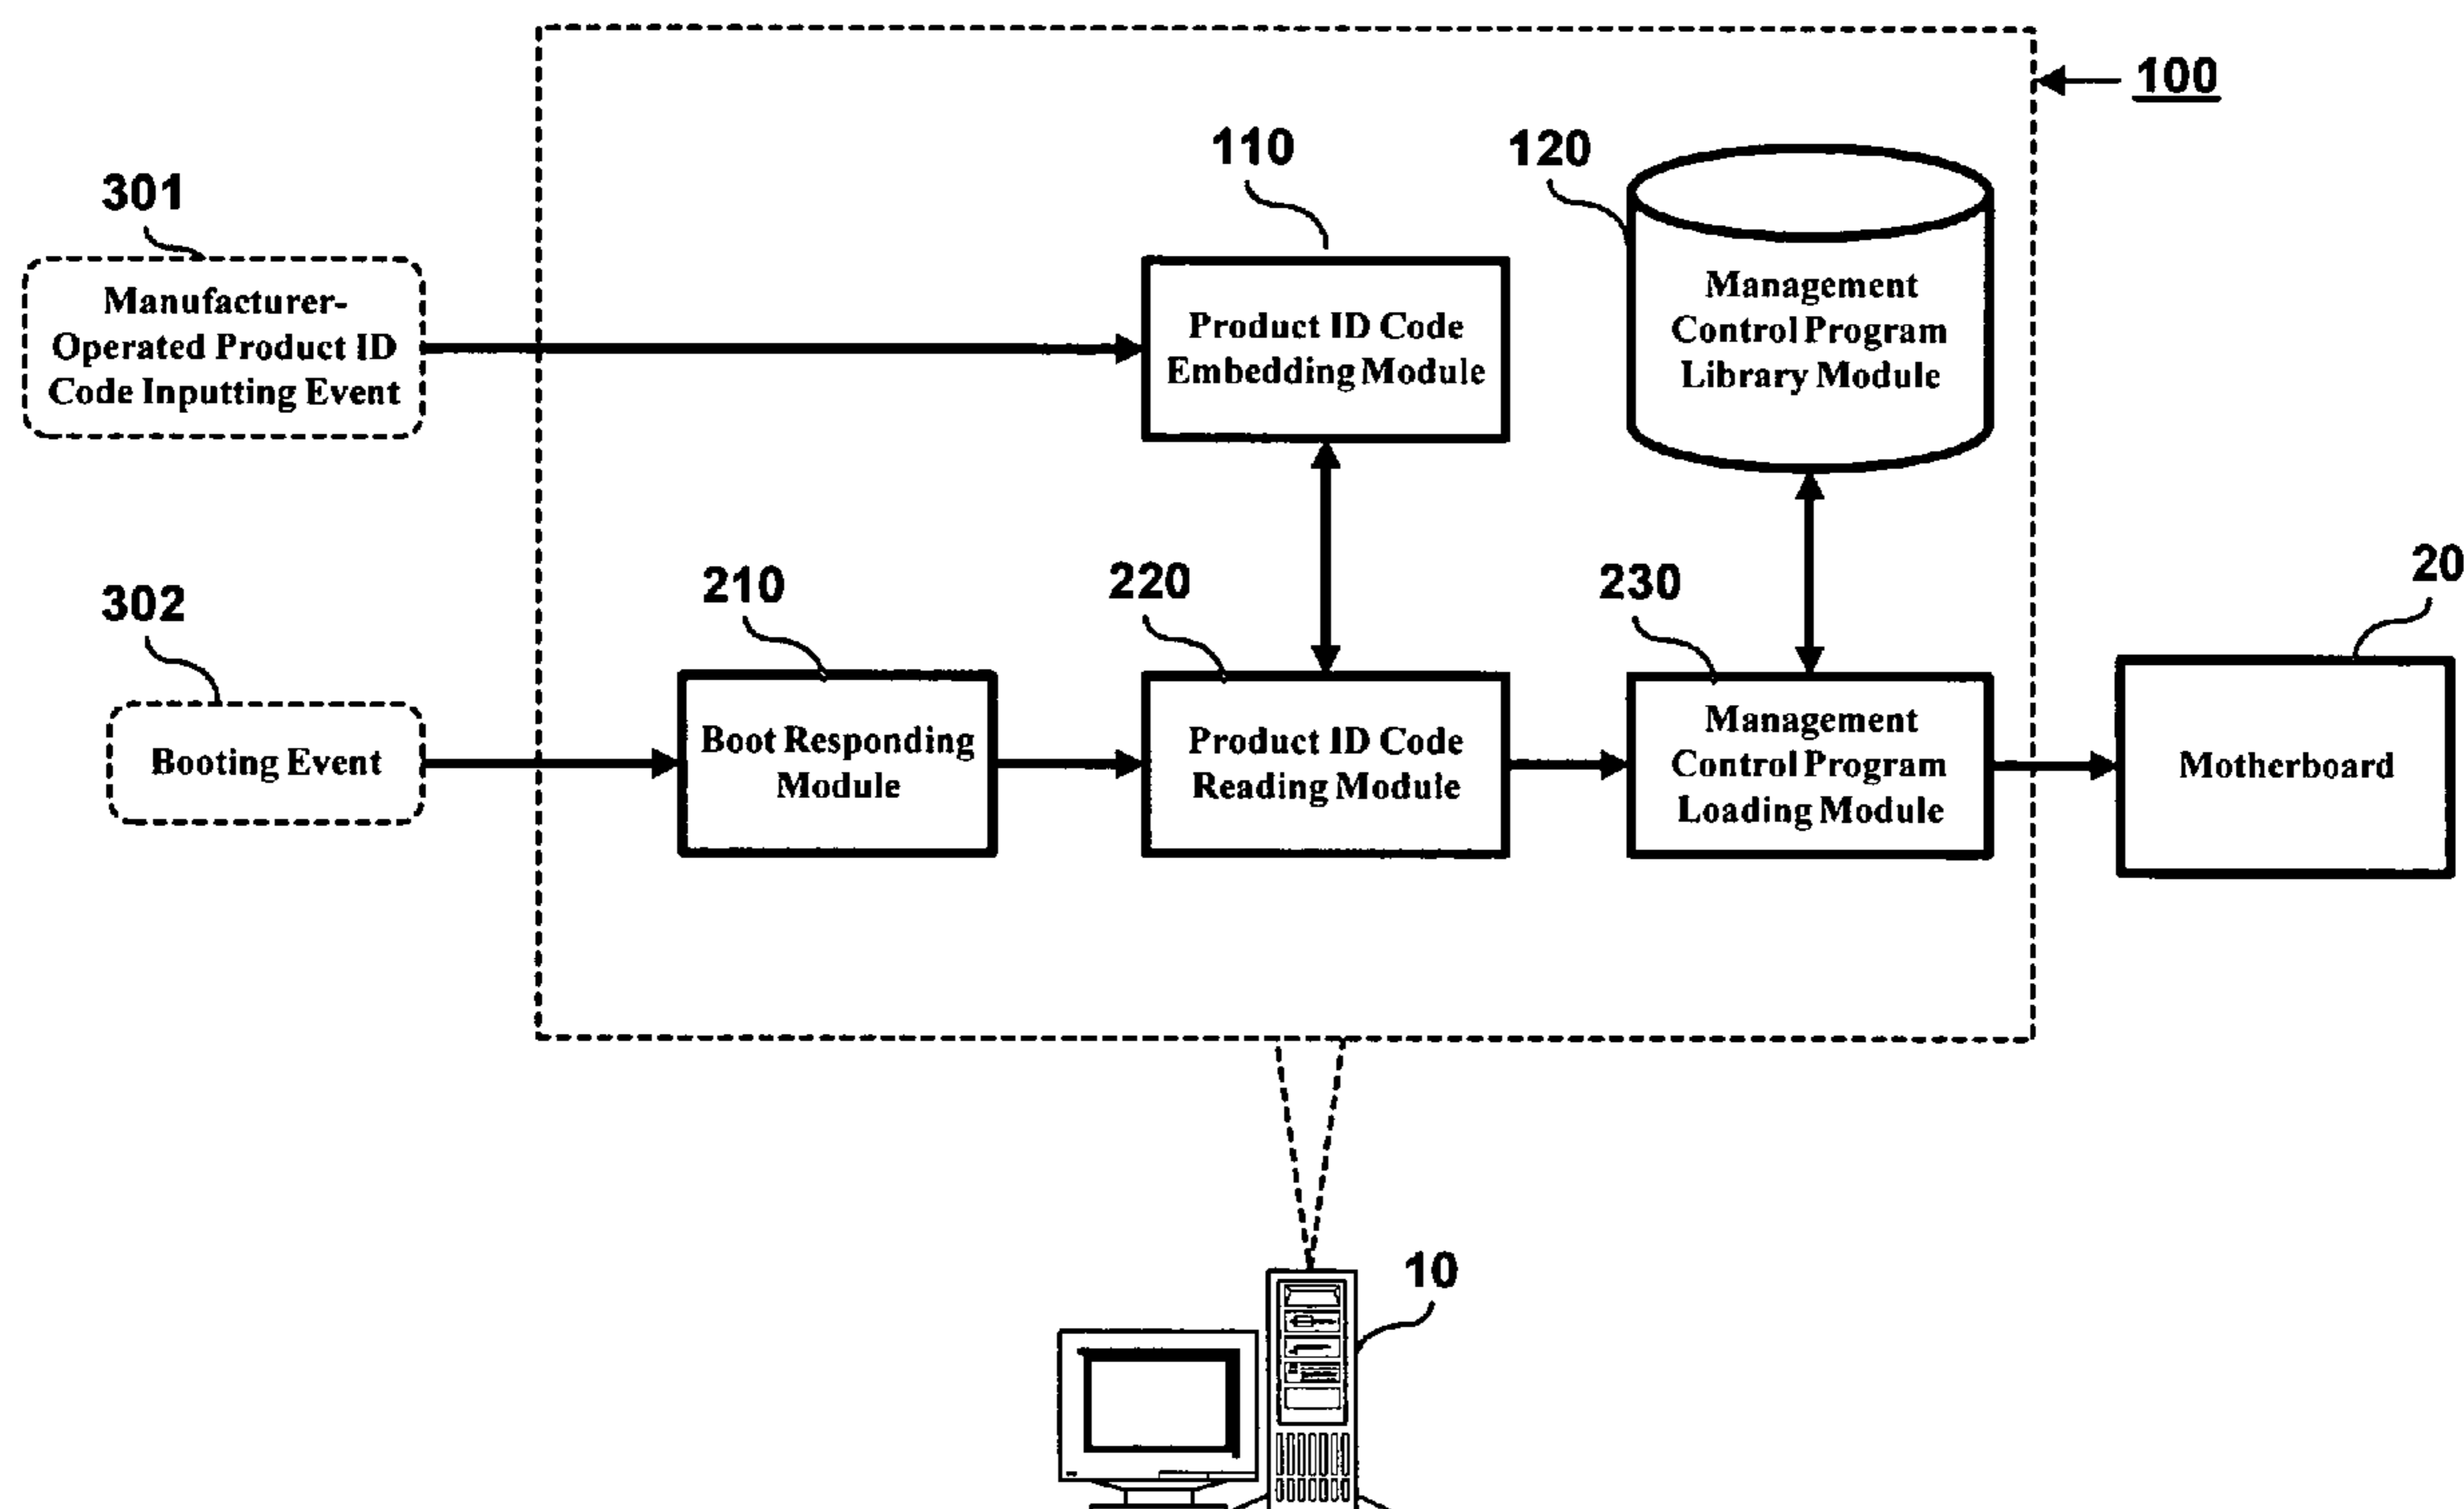 100
110
120
301
Manufacturer-
Operated Product ID
Code Inputting Event
Product ID Code
Embedding Module
Management
Control Program
Library Module
302
210
220
230
20
Booting Event
Boot Responding
Module
Product ID Code
Reading Module
Management
Control Program
Loading Module
Motherboard
10